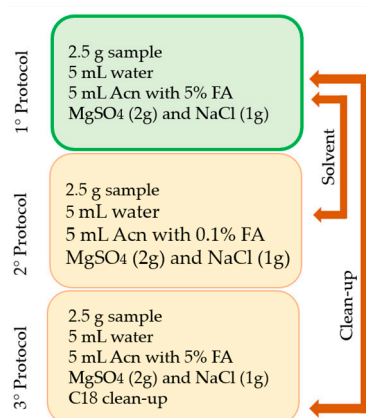 1° Protocol
2.5 g sample
5 mL water
5 mL Acn with 5% FA
MgSO₄ (2g) and NaCl (1g)
Solvent
2° Protocol
2.5 g sample
5 mL water
5 mL Acn with 0.1% FA
MgSO₄ (2g) and NaCl (1g)
Clean-up
3° Protocol
2.5 g sample
5 mL water
5 mL Acn with 5% FA
MgSO₄ (2g) and NaCl (1g)
C18 clean-up